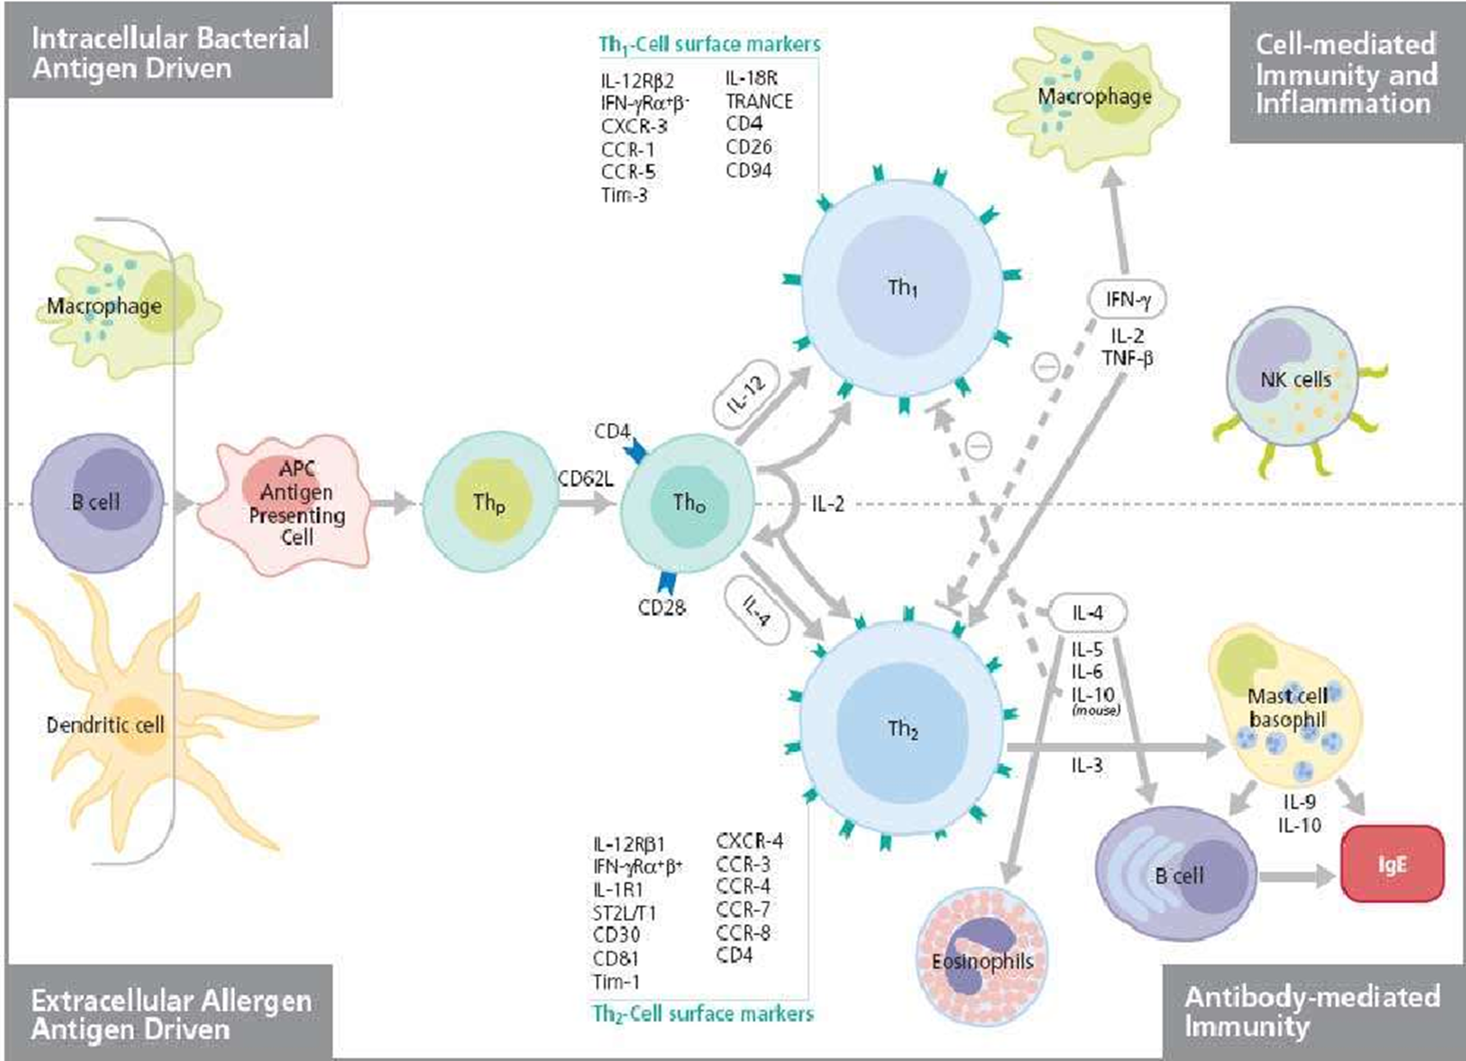 Intracellular Bacterial
Antigen Driven
Th₁-Cell surface markers
IL-12Rβ2
IFN-γRα⁺β⁻
CXCR-3
CCR-1
CCR-5
Tim-3
IL-18R
TRANCE
CD4
CD26
CD94
Macrophage
Cell-mediated
Immunity and
Inflammation
Macrophage
Th₁
IFN-γ
IL-2
TNF-β
NK cells
IL-12
CD4
CD62L
B cell
APC
Antigen
Presenting
Cell
Thₚ
Th₀
IL-2
CD28
IL-4
IL-4
IL-5
IL-6
IL-10
(mouse)
Dendritic cell
Th₂
IL-3
Mast cell
basophil
IL-9
IL-10
B cell
IgE
IL-12Rβ1
IFN-γRα⁺β⁺
IL-1R1
ST2L/T1
CD30
CD81
Tim-1
CXCR-4
CCR-3
CCR-4
CCR-7
CCR-8
CD4
Th₂-Cell surface markers
Eosinophils
Extracellular Allergen
Antigen Driven
Antibody-mediated
Immunity